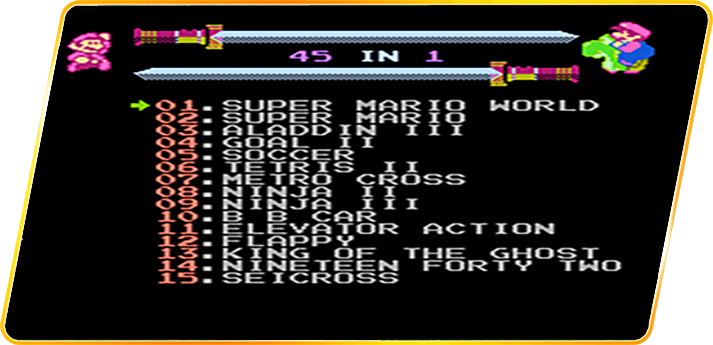 45 IN 1
01. SUPER MARIO WORLD
02. SUPER MARIO
03. ALADDIN III
04. GOAL II
05. SOCCER
06. TETRIS II
07. METRO CROSS
08. NINJA II
09. NINJA III
10. B B CAR
11. ELEVATOR ACTION
12. FLAPPY
13. KING OF THE GHOST
14. NINETEEN FORTY TWO
15. SEICROSS